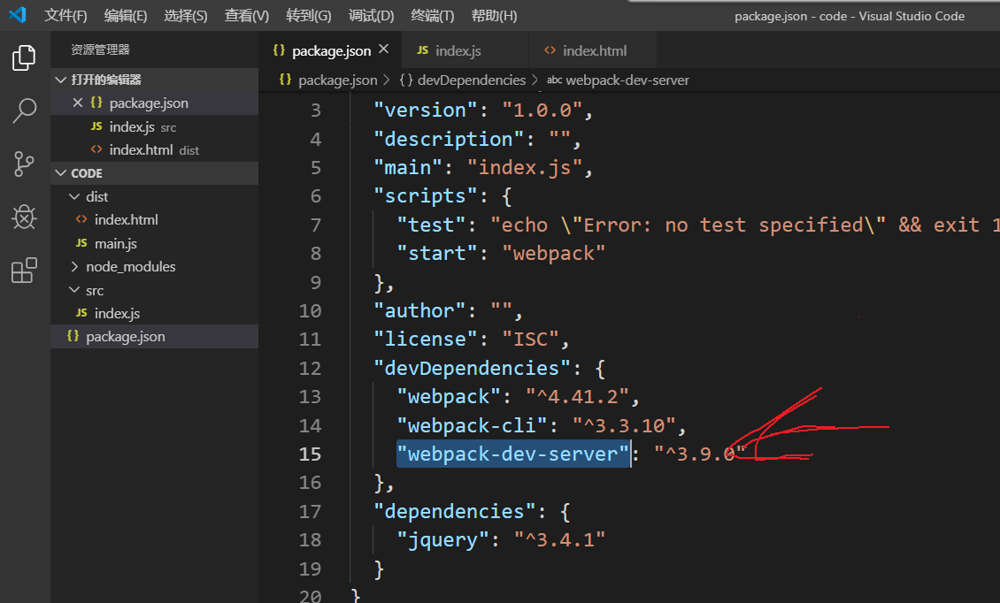 文件(F) 编辑(E) 选择(S) 查看(V) 转到(G) 调试(D) 终端(T) 帮助(H) package.json - code - Visual Studio Code
资源管理器
打开的编辑器
{} package.json
JS index.js src
<> index.html dist
CODE
dist
<> index.html
JS main.js
node_modules
src
JS index.js
{} package.json
{} package.json JS index.js <> index.html
{} package.json > {} devDependencies > abc webpack-dev-server
3 "version": "1.0.0",
4 "description": "",
5 "main": "index.js",
6 "scripts": {
7 "test": "echo \"Error: no test specified\" && exit 1
8 "start": "webpack"
9 },
10 "author": "",
11 "license": "ISC",
12 "devDependencies": {
13 "webpack": "^4.41.2",
14 "webpack-cli": "^3.3.10",
15 "webpack-dev-server": "^3.9.0"
16 },
17 "dependencies": {
18 "jquery": "^3.4.1"
19 }
20 }